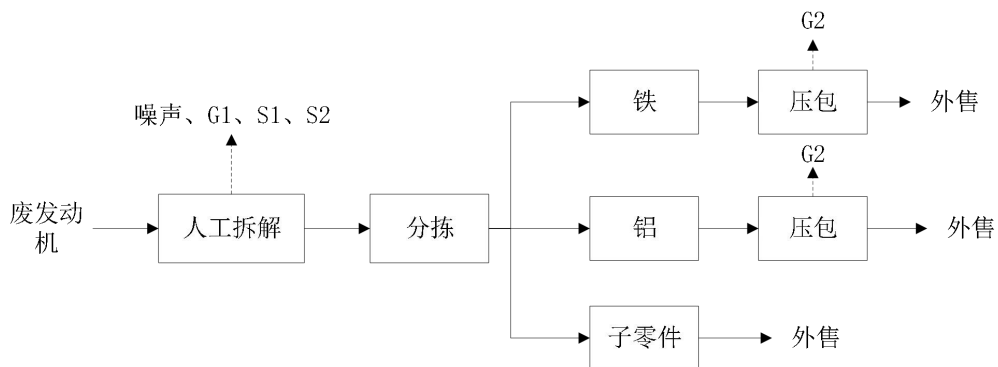 G2
铁
压包
外售
噪声、G1、S1、S2
G2
废发动
机
人工拆解
分拣
铝
压包
外售
子零件
外售